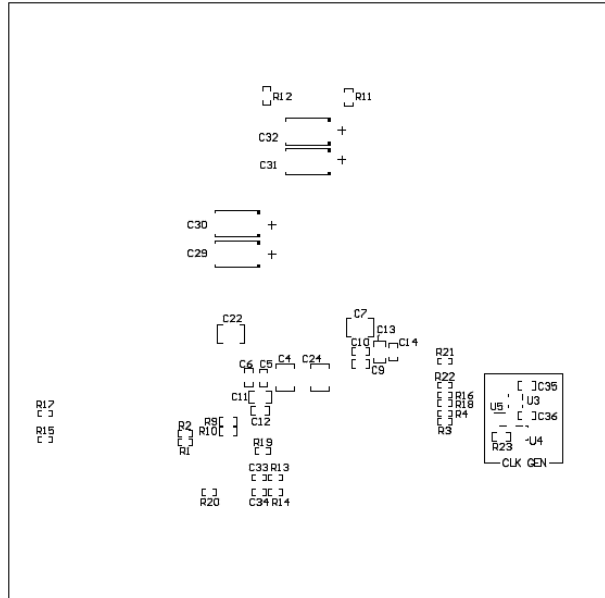 R12
R11
C32
C31
C30
C29
C22
C7
C13
C10
C14
C9
R21
C6
C5
C4
C24
C11
C12
R22
R16
R18
R4
R3
C35
U3
U5
C36
U4
R23
CLK GEN
R17
R15
R2
R1
R9
R10
R19
C33
R13
R20
C34
R14